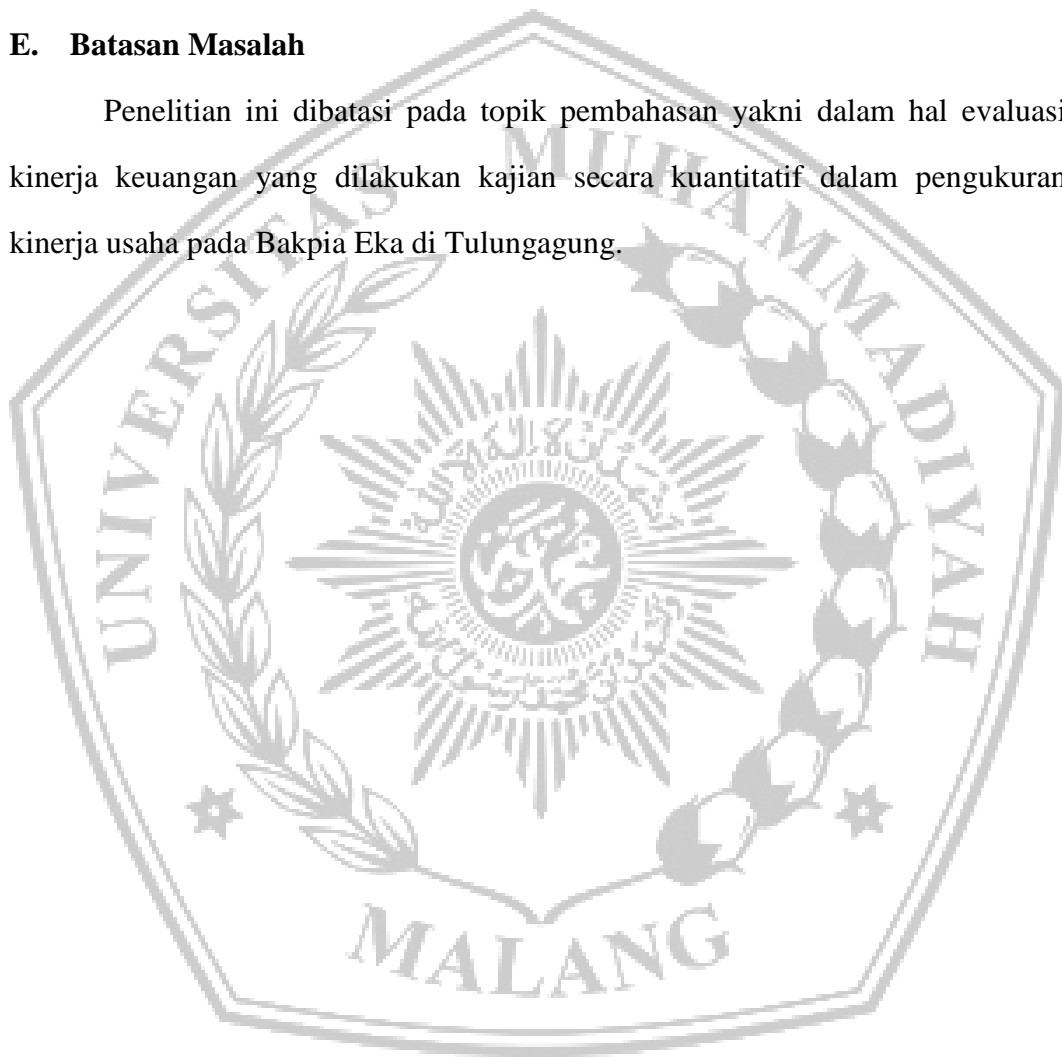 E. Batasan Masalah
Penelitian ini dibatasi pada topik pembahasan yakni dalam hal evaluasi
kinerja keuangan yang dilakukan kajian secara kuantitatif dalam pengukuran
kinerja usaha pada Bakpia Eka di Tulungagung.
UNIVERSITAS MUHAMMADIYAH
MALANG